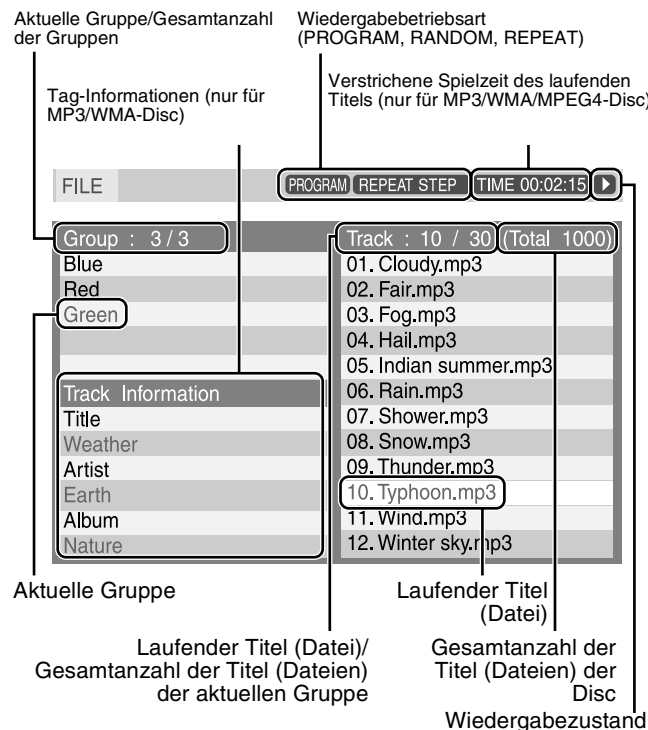 Aktuelle Gruppe/Gesamtanzahl
der Gruppen
Wiedergabebetriebsart
(PROGRAM, RANDOM, REPEAT)
Tag-Informationen (nur für
MP3/WMA-Disc)
Verstrichene Spielzeit des laufenden
Titels (nur für MP3/WMA/MPEG4-Disc)
FILE
PROGRAM REPEAT STEP TIME 00:02:15
Group : 3 / 3
Blue
Red
Green
Track Information
Title
Weather
Artist
Earth
Album
Nature
Track : 10 / 30 (Total 1000)
01. Cloudy.mp3
02. Fair.mp3
03. Fog.mp3
04. Hail.mp3
05. Indian summer.mp3
06. Rain.mp3
07. Shower.mp3
08. Snow.mp3
09. Thunder.mp3
10. Typhoon.mp3
11. Wind.mp3
12. Winter sky.mp3
Aktuelle Gruppe
Laufender Titel
(Datei)
Laufender Titel (Datei)/
Gesamtanzahl der Titel (Dateien)
der aktuellen Gruppe
Gesamtanzahl der
Titel (Dateien) der
Disc
Wiedergabezustand